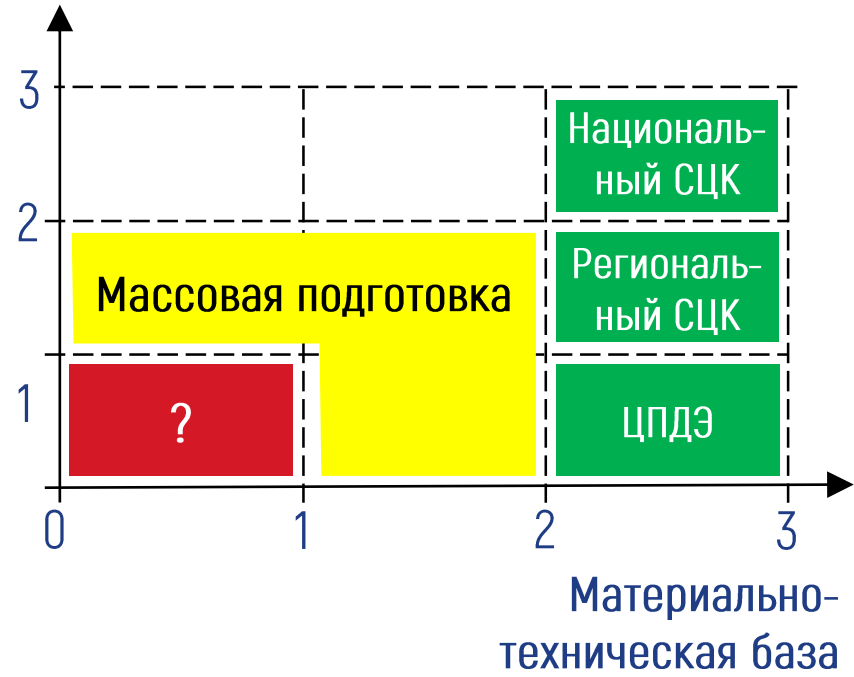 3
Националь-
ный СЦК
2
Массовая подготовка
Региональ-
ный СЦК
1
?
ЦПДЭ
0
1
2
3
Материально-
техническая база